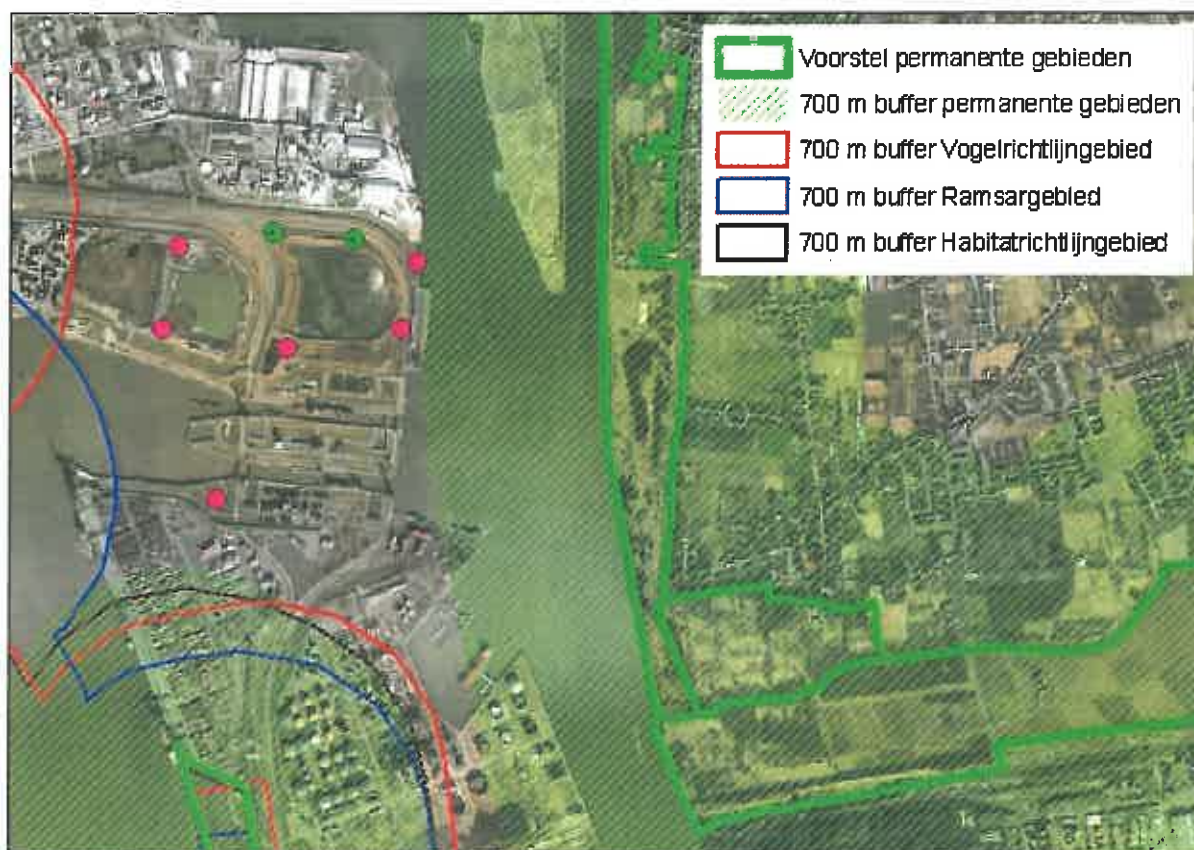 Voorstel permanente gebieden
700 m buffer permanente gebieden
700 m buffer Vogelrichtlijngebied
700 m buffer Ramsargebied
700 m buffer Habitatrichtlijngebied